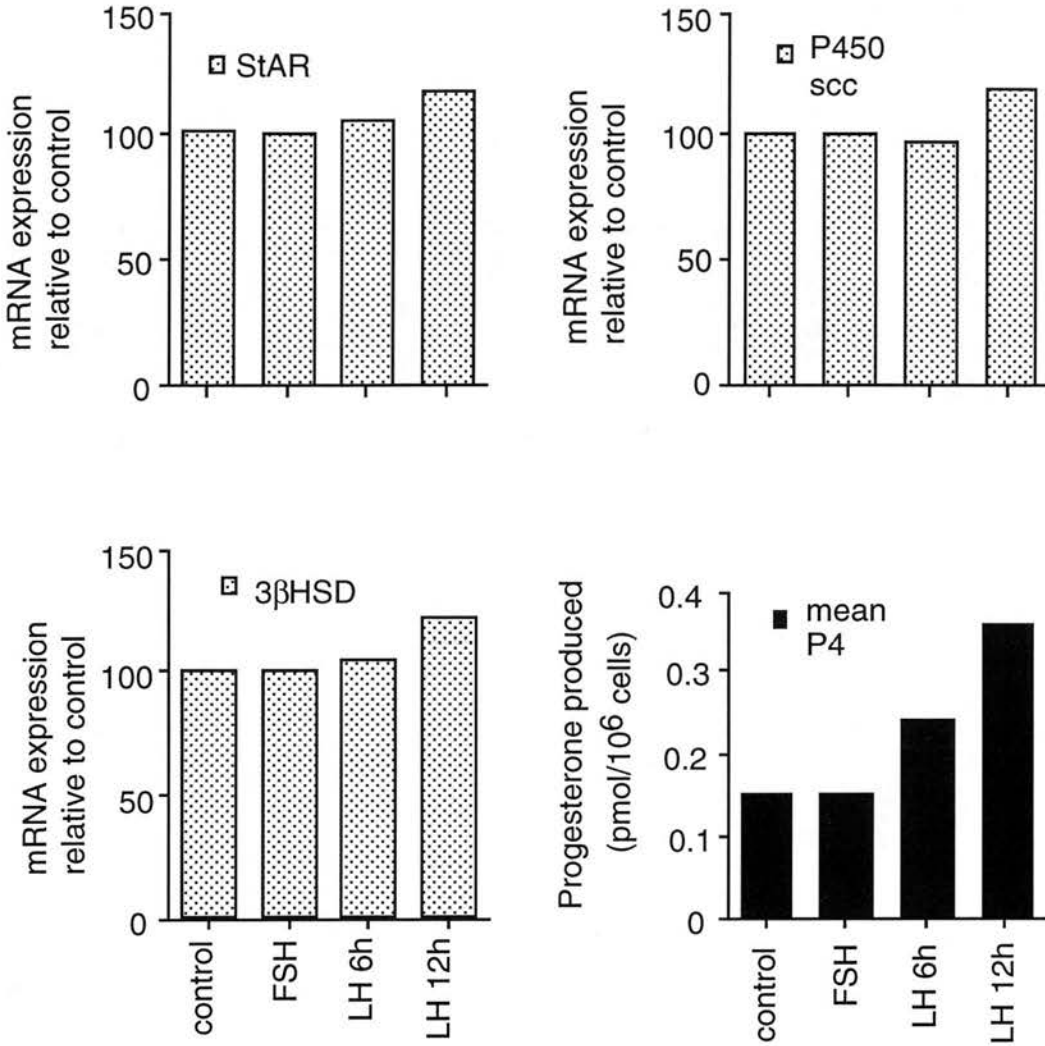 mRNA expression
relative to control
150
100
50
0
StAR
mRNA expression
relative to control
150
100
50
0
P450
scc
mRNA expression
relative to control
150
100
50
0
3βHSD
control
FSH
LH 6h
LH 12h
Progesterone produced
(pmol/10⁶ cells)
0.4
0.3
0.2
0.1
0
mean
P4
control
FSH
LH 6h
LH 12h